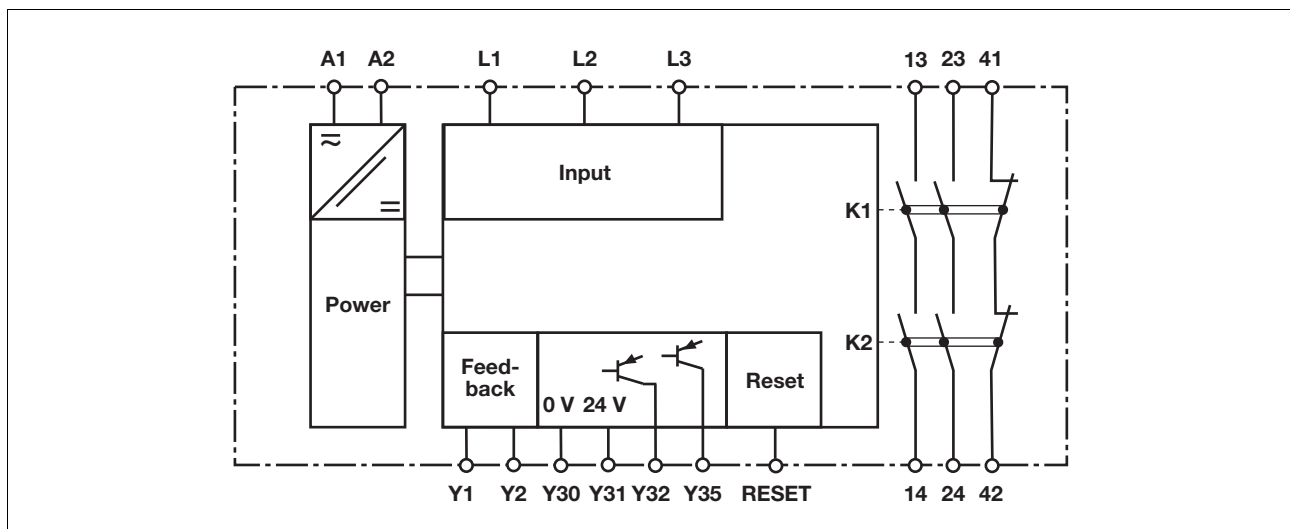 A1 A2 L1 L2 L3 13 23 41
Input
K1
Power
K2
Feed-
back
Reset
0 V 24 V
Y1 Y2 Y30 Y31 Y32 Y35 RESET 14 24 42